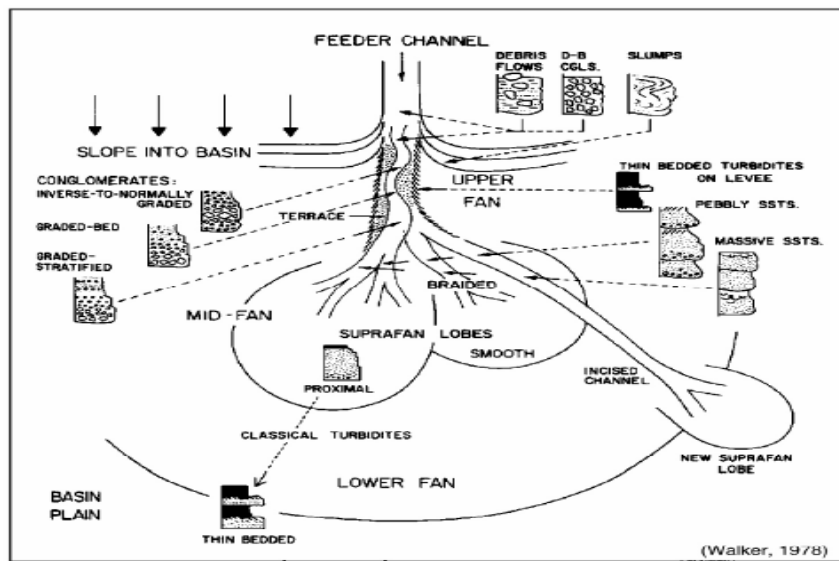 FEEDER CHANNEL
DEBRIS
FLOWS
D-B
CGLS.
SLUMPS
SLOPE INTO BASIN
CONGLOMERATES:
INVERSE-TO-NORMALLY
GRADED
GRADED-BED
GRADED-
STRATIFIED
TERRACE
UPPER
FAN
THIN BEDDED TURBIDITES
ON LEVEE
PEBBLY SSTS.
MASSIVE SSTS.
BRAIDED
MID-FAN
SUPRAFAN LOBES
SMOOTH
PROXIMAL
INCISED
CHANNEL
CLASSICAL TURBIDITES
NEW SUPRAFAN
LOBE
LOWER FAN
BASIN
PLAIN
THIN BEDDED
(Walker, 1978)